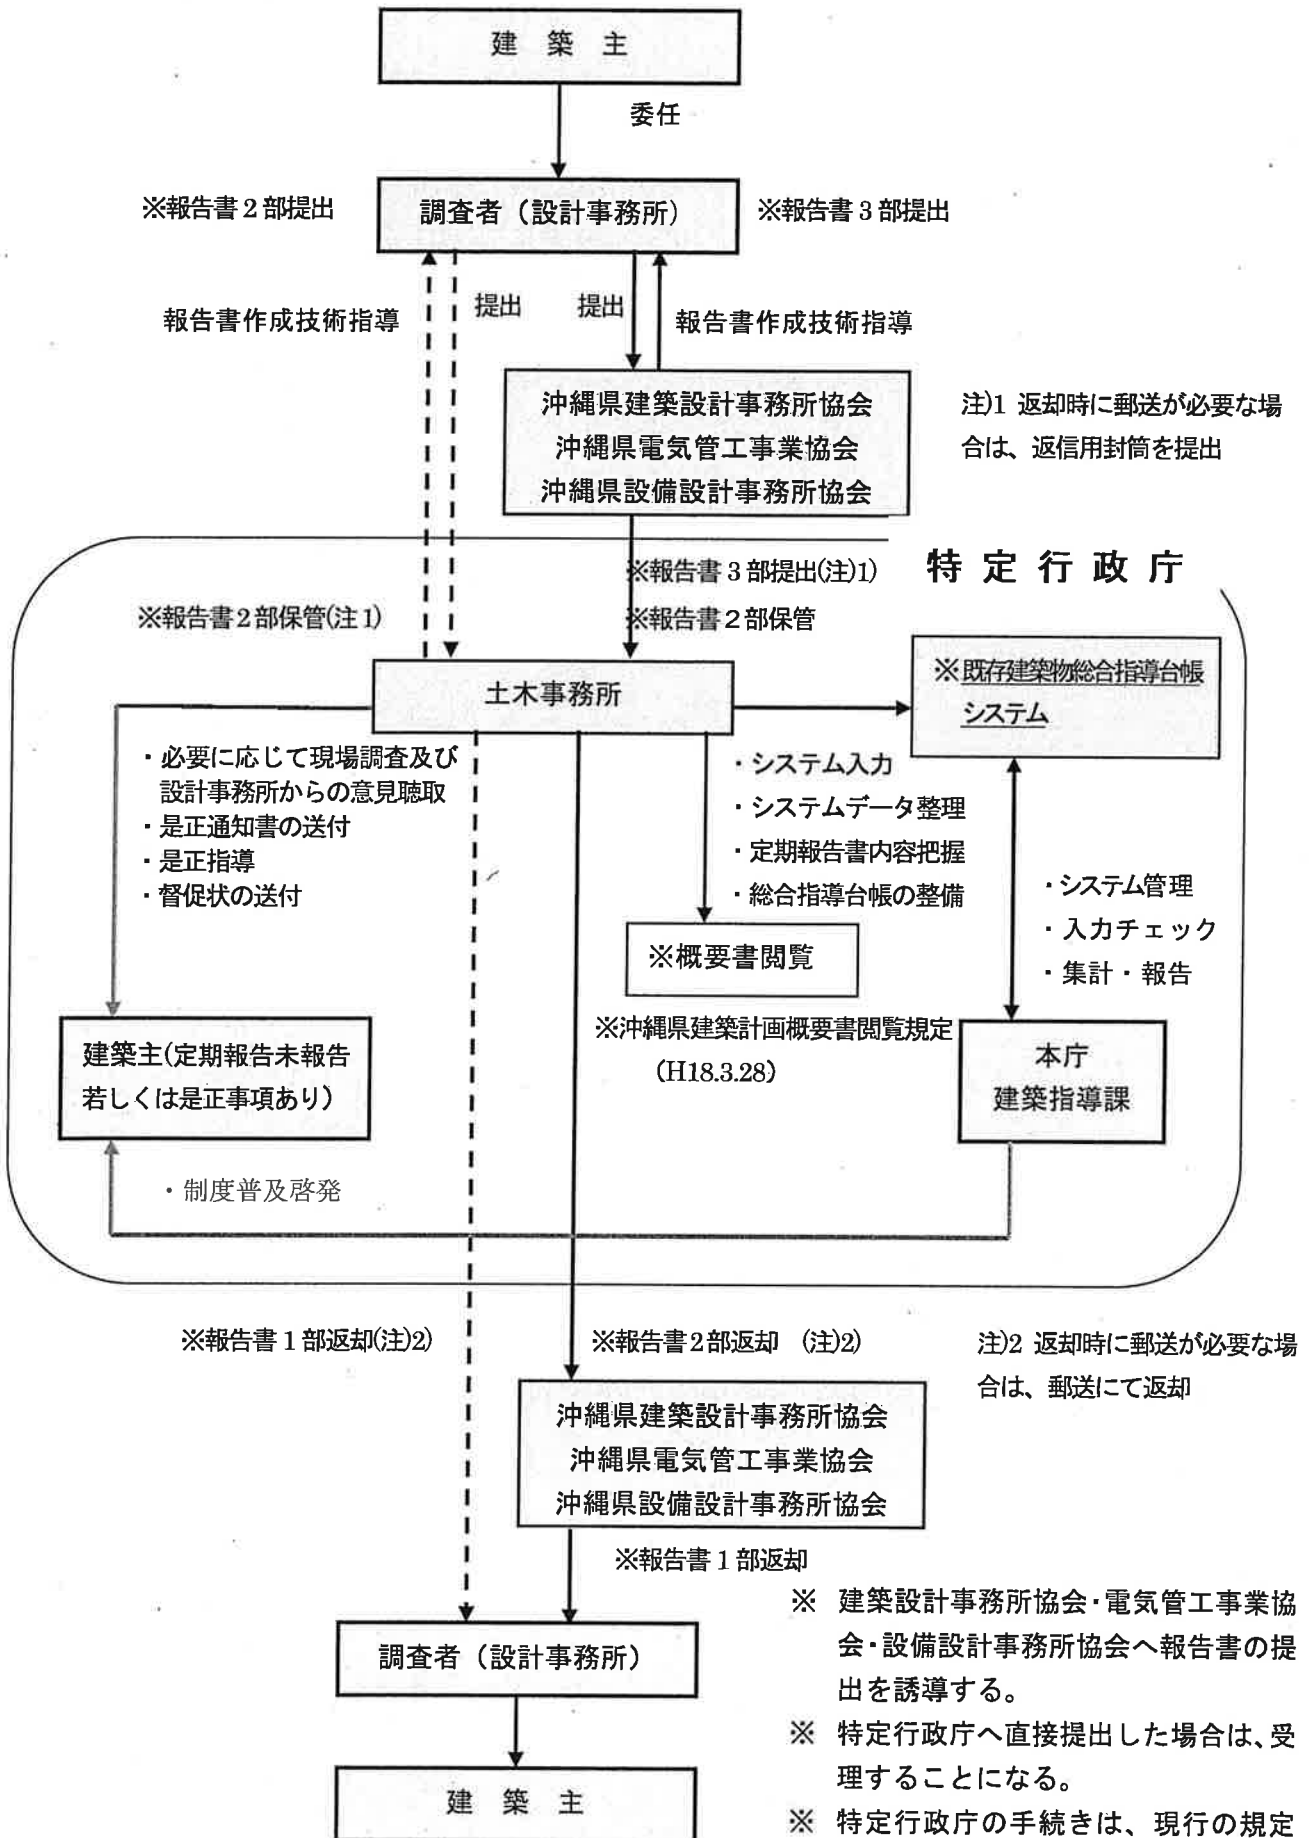 建 築 主
委任
※報告書2部提出
調査者（設計事務所）
※報告書3部提出
報告書作成技術指導
提出
提出
報告書作成技術指導
沖縄県建築設計事務所協会
沖縄県電気管工事業協会
沖縄県設備設計事務所協会
注)1 返却時に郵送が必要な場
合は、返信用封筒を提出
特 定 行 政 庁
※報告書3部提出(注)1)
※報告書2部保管(注1)
※報告書2部保管
土木事務所
※既存建築物総合指導台帳
システム
・必要に応じて現場調査及び
設計事務所からの意見聴取
・是正通知書の送付
・是正指導
・督促状の送付
・システム入力
・システムデータ整理
・定期報告書内容把握
・総合指導台帳の整備
・システム管理
・入力チェック
・集計・報告
※概要書閲覧
※沖縄県建築計画概要書閲覧規定
（H18.3.28）
建築主(定期報告未報告
若しくは是正事項あり）
本庁
建築指導課
・制度普及啓発
※報告書1部返却(注)2)
※報告書2部返却 (注)2)
注)2 返却時に郵送が必要な場
合は、郵送にて返却
沖縄県建築設計事務所協会
沖縄県電気管工事業協会
沖縄県設備設計事務所協会
※報告書1部返却
調査者（設計事務所）
建 築 主
※ 建築設計事務所協会・電気管工事業協
会・設備設計事務所協会へ報告書の提
出を誘導する。
※ 特定行政庁へ直接提出した場合は、受
理することになる。
※ 特定行政庁の手続きは、現行の規定